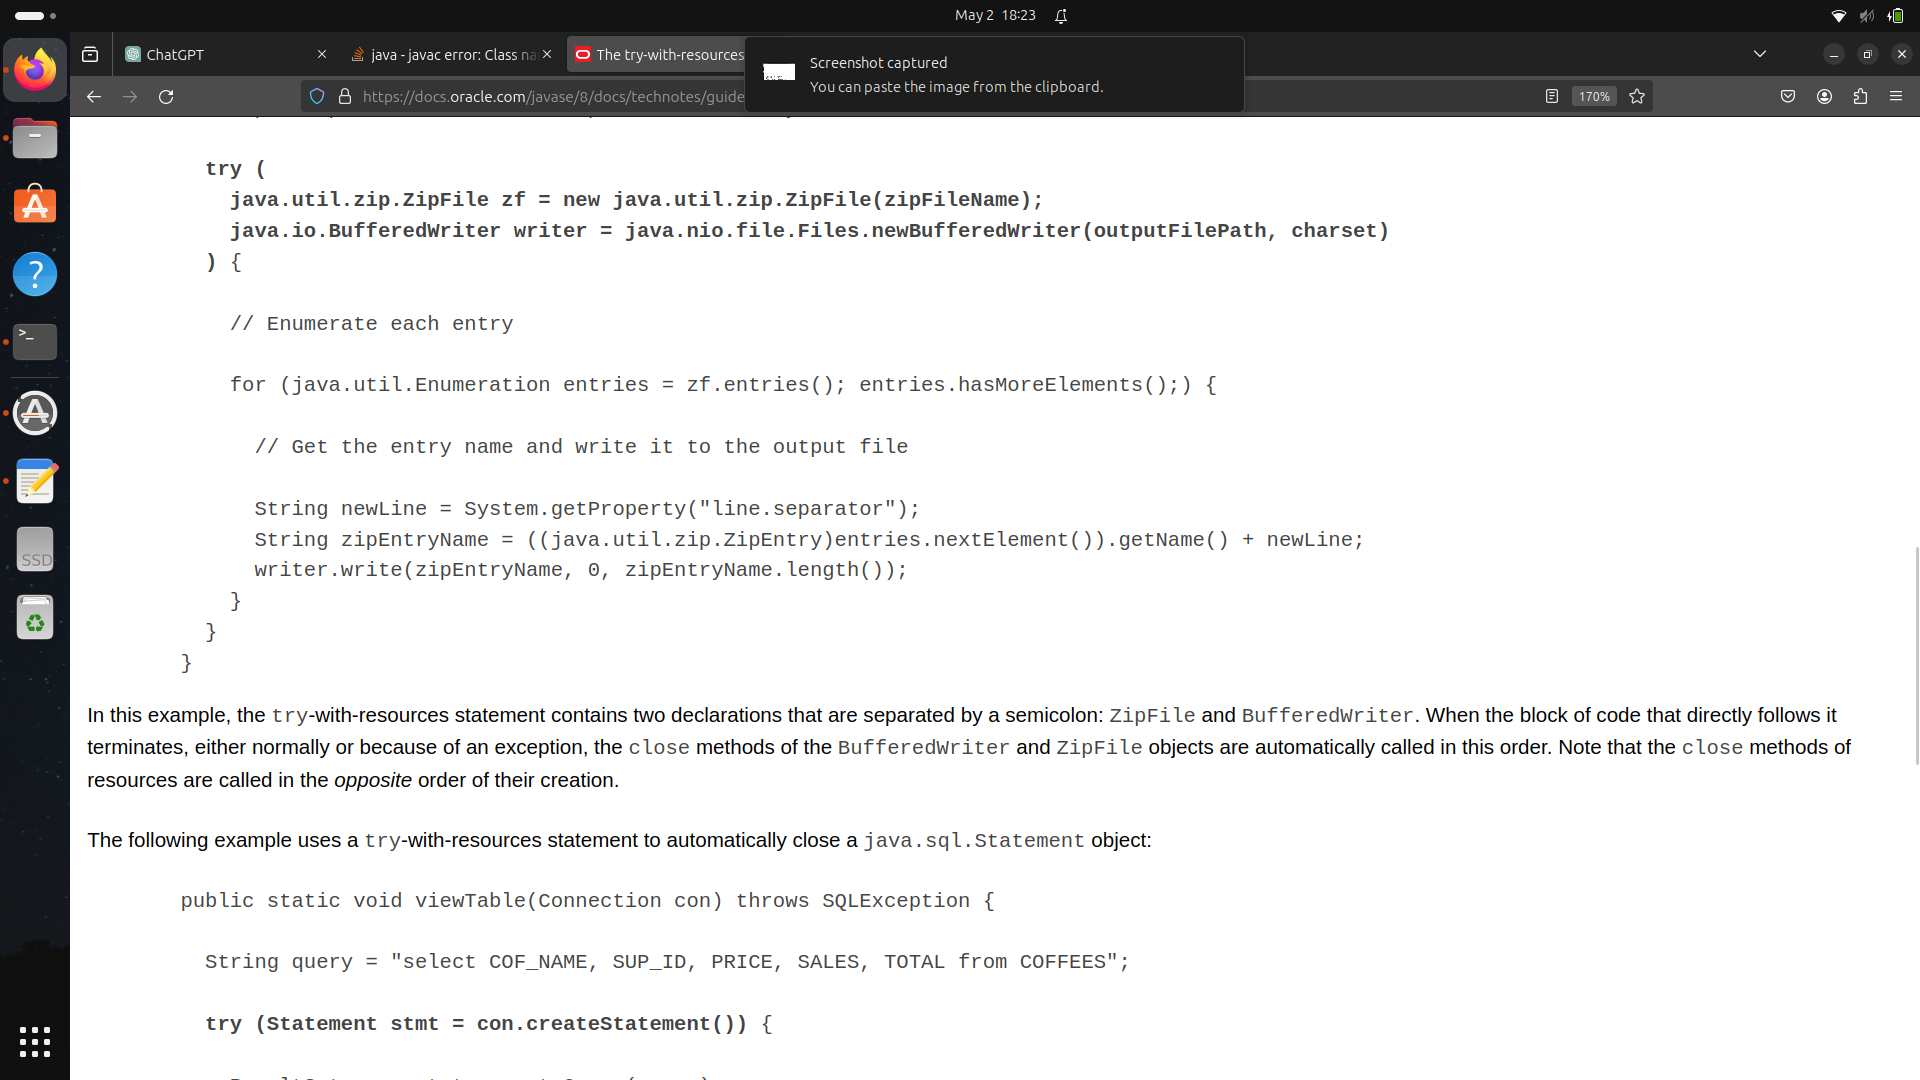 May 2 18:23
ChatGPT
java - javac error: Class na
The try-with-resources
Screenshot captured
You can paste the image from the clipboard.
https://docs.oracle.com/javase/8/docs/technotes/guide
170%
try (
java.util.zip.ZipFile zf = new java.util.zip.ZipFile(zipFileName);
java.io.BufferedWriter writer = java.nio.file.Files.newBufferedWriter(outputFilePath, charset)
) {
// Enumerate each entry
for (java.util.Enumeration entries = zf.entries(); entries.hasMoreElements();) {
// Get the entry name and write it to the output file
String newLine = System.getProperty("line.separator");
String zipEntryName = ((java.util.zip.ZipEntry)entries.nextElement()).getName() + newLine;
writer.write(zipEntryName, 0, zipEntryName.length());
}
}
}
In this example, the try-with-resources statement contains two declarations that are separated by a semicolon: ZipFile and BufferedWriter. When the block of code that directly follows it
terminates, either normally or because of an exception, the close methods of the BufferedWriter and ZipFile objects are automatically called in this order. Note that the close methods of
resources are called in the opposite order of their creation.
The following example uses a try-with-resources statement to automatically close a java.sql.Statement object:
public static void viewTable(Connection con) throws SQLException {
String query = "select COF_NAME, SUP_ID, PRICE, SALES, TOTAL from COFFEES";
try (Statement stmt = con.createStatement()) {
SSD